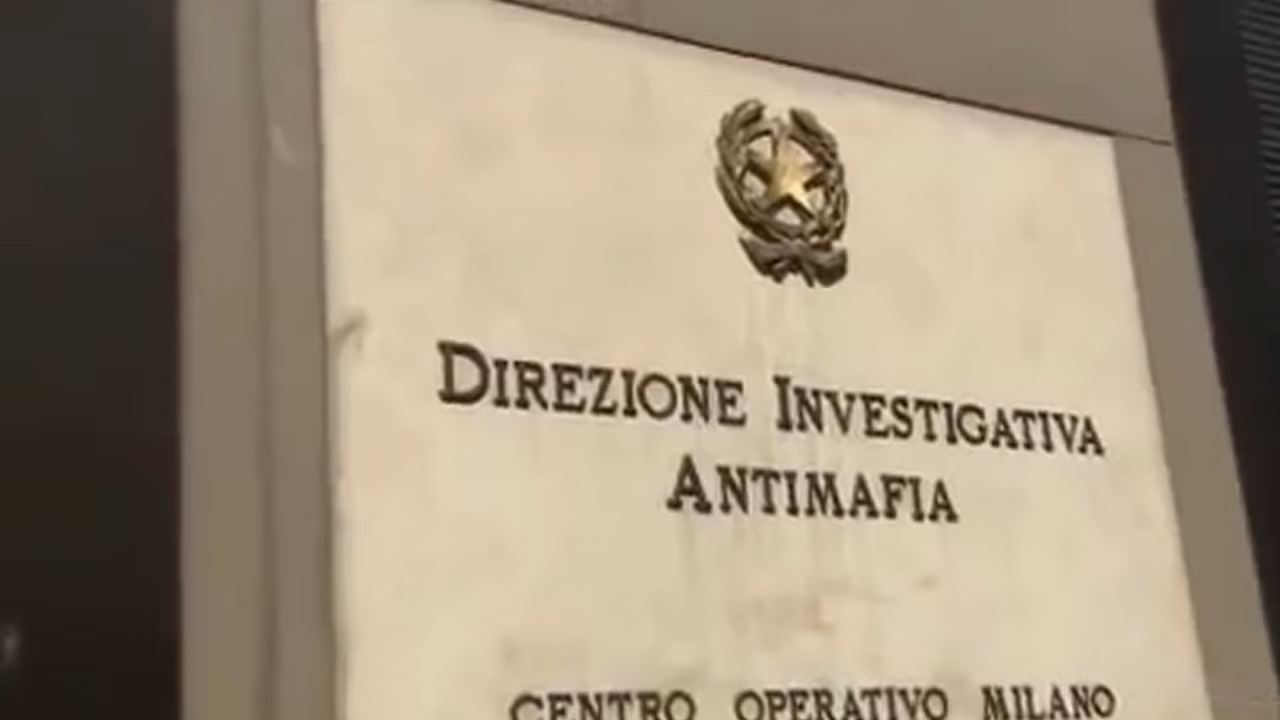 DIREZIONE INVESTIGATIVA
ANTIMAFIA
CENTRO OPERATIVO MILANO